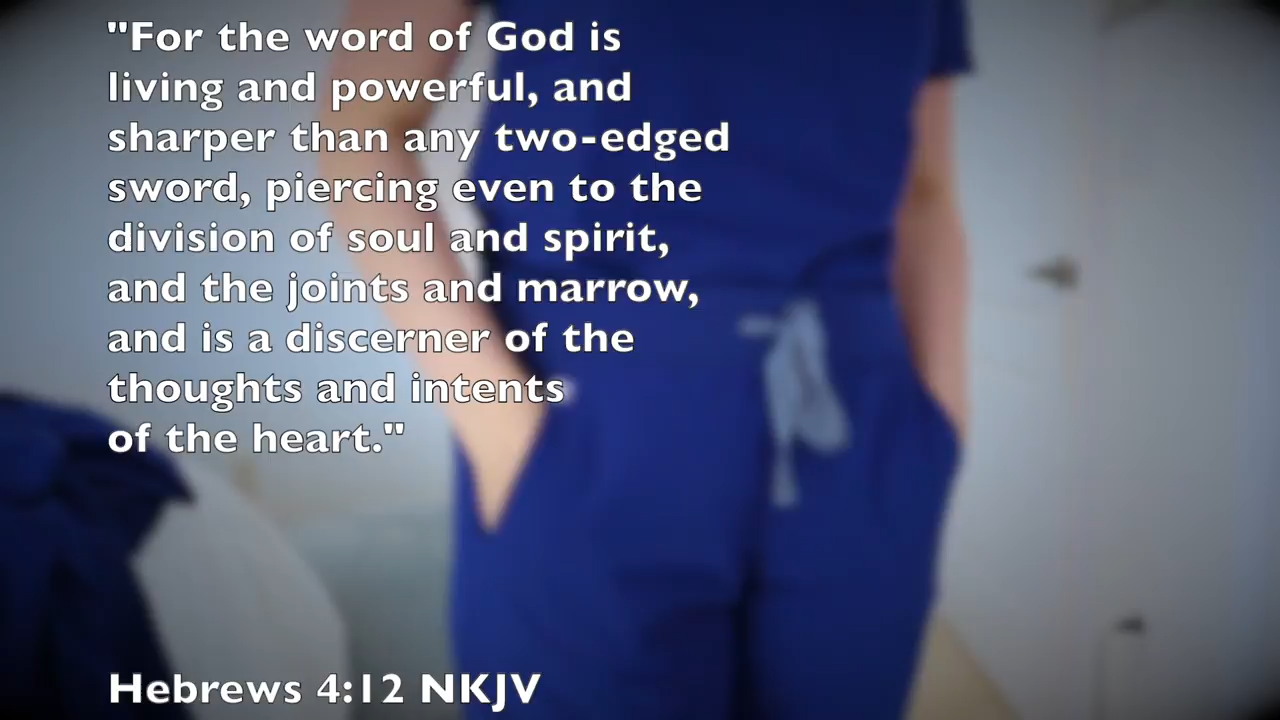 "For the word of God is
living and powerful, and
sharper than any two-edged
sword, piercing even to the
division of soul and spirit,
and the joints and marrow,
and is a discerner of the
thoughts and intents
of the heart."
Hebrews 4:12 NKJV